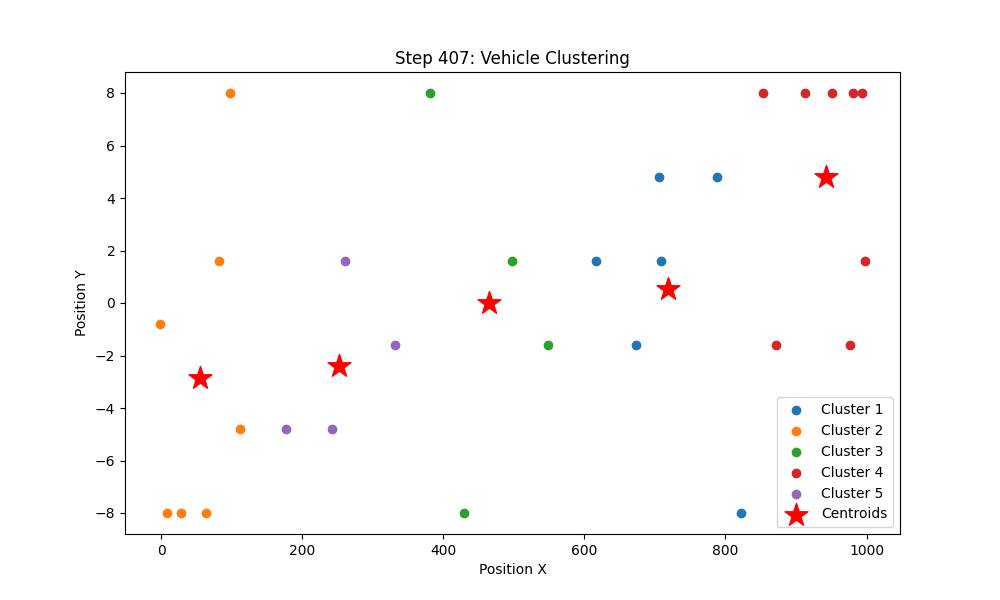 Step 407: Vehicle Clustering
8
6
4
2
0
−2
−4
−6
−8
Position Y
0 200 400 600 800 1000
Position X
Cluster 1
Cluster 2
Cluster 3
Cluster 4
Cluster 5
Centroids